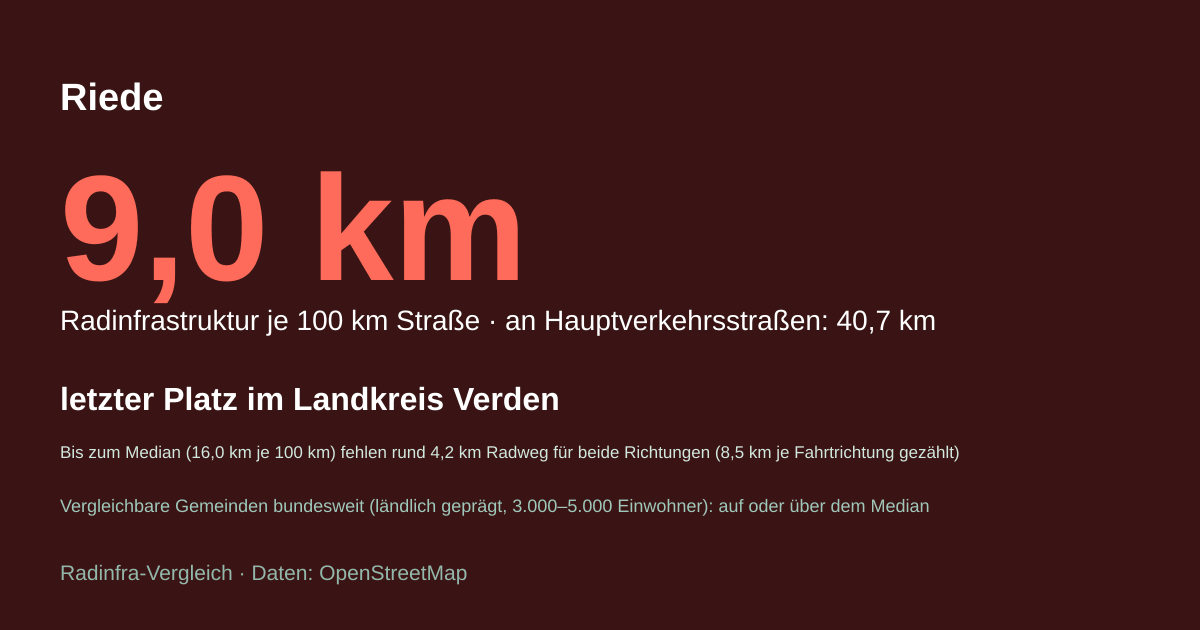 Riede
9,0 km
Radinfrastruktur je 100 km Straße · an Hauptverkehrsstraßen: 40,7 km
letzter Platz im Landkreis Verden
Bis zum Median (16,0 km je 100 km) fehlen rund 4,2 km Radweg für beide Richtungen (8,5 km je Fahrtrichtung gezählt)
Vergleichbare Gemeinden bundesweit (ländlich geprägt, 3.000–5.000 Einwohner): auf oder über dem Median
Radinfra-Vergleich · Daten: OpenStreetMap